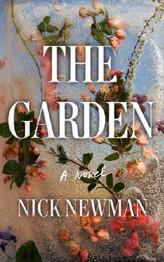 THE
GARDEN
A Novel
NICK NEWMAN